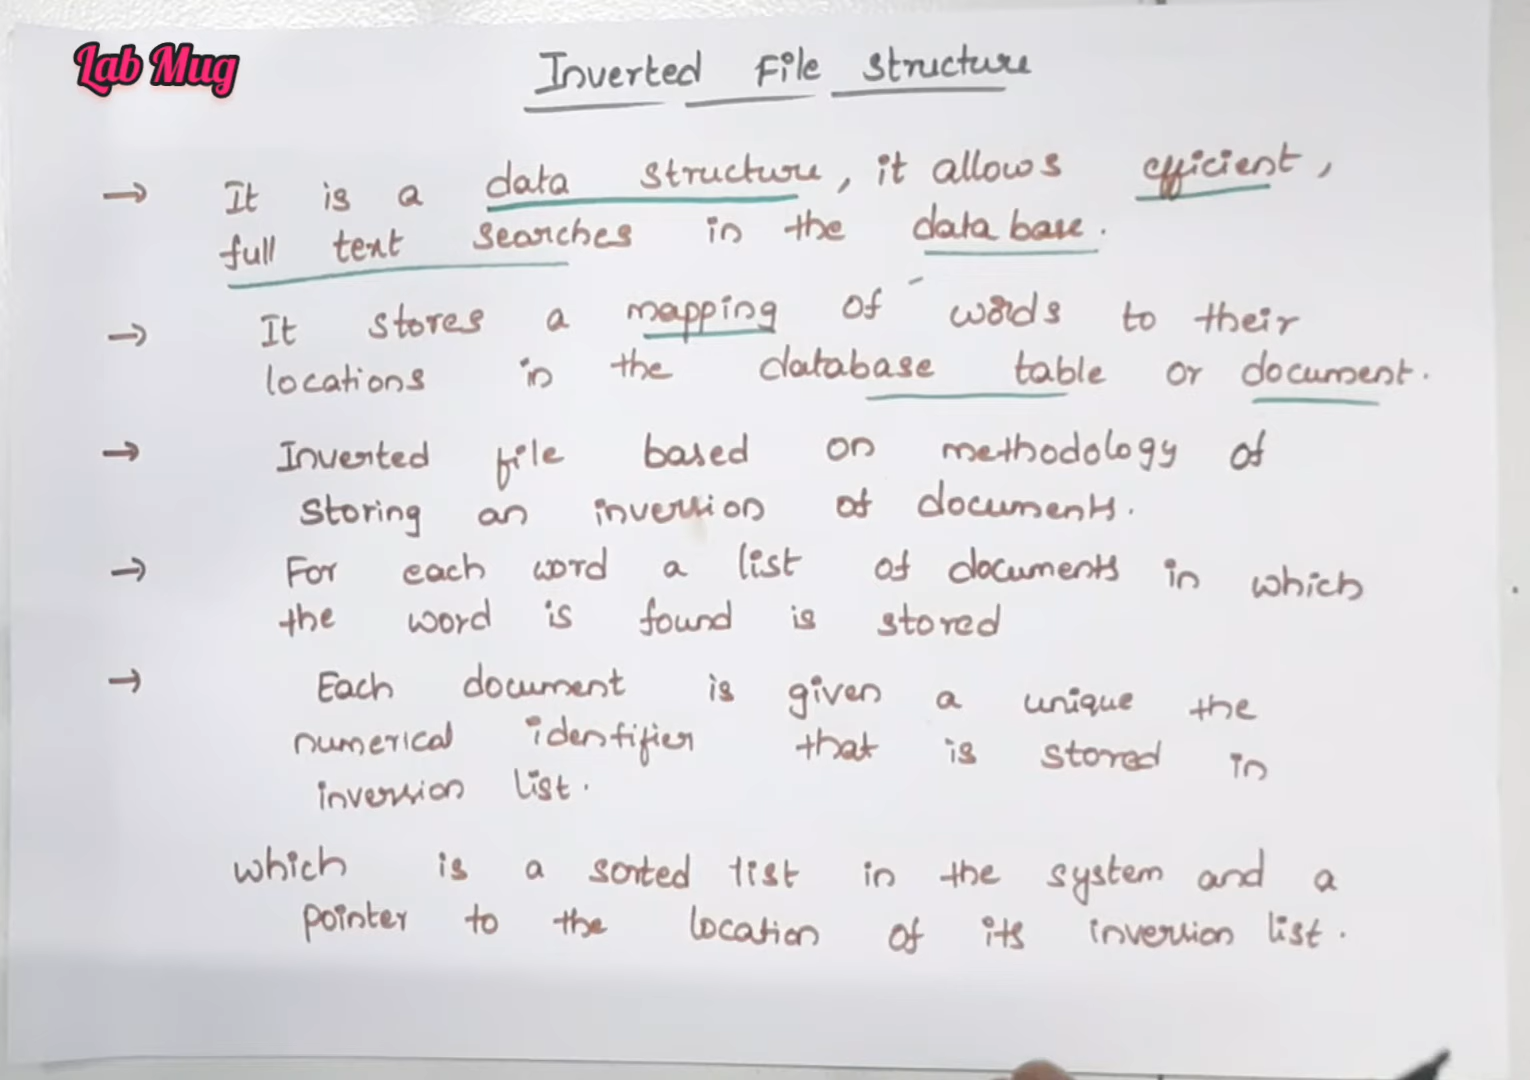 Lab Mug
Inverted File structure
→ It is a data structure, it allows efficient,
full text searches in the data base.
→ It stores a mapping of words to their
locations in the database table or document.
→ Inverted file based on methodology of
storing an inversion of documents.
→ For each word a list of documents in which
the word is found is stored
→ Each document is given a unique the
numerical identifier that is stored in
inversion list.
which is a sorted list in the system and a
pointer to the location of its inversion list.